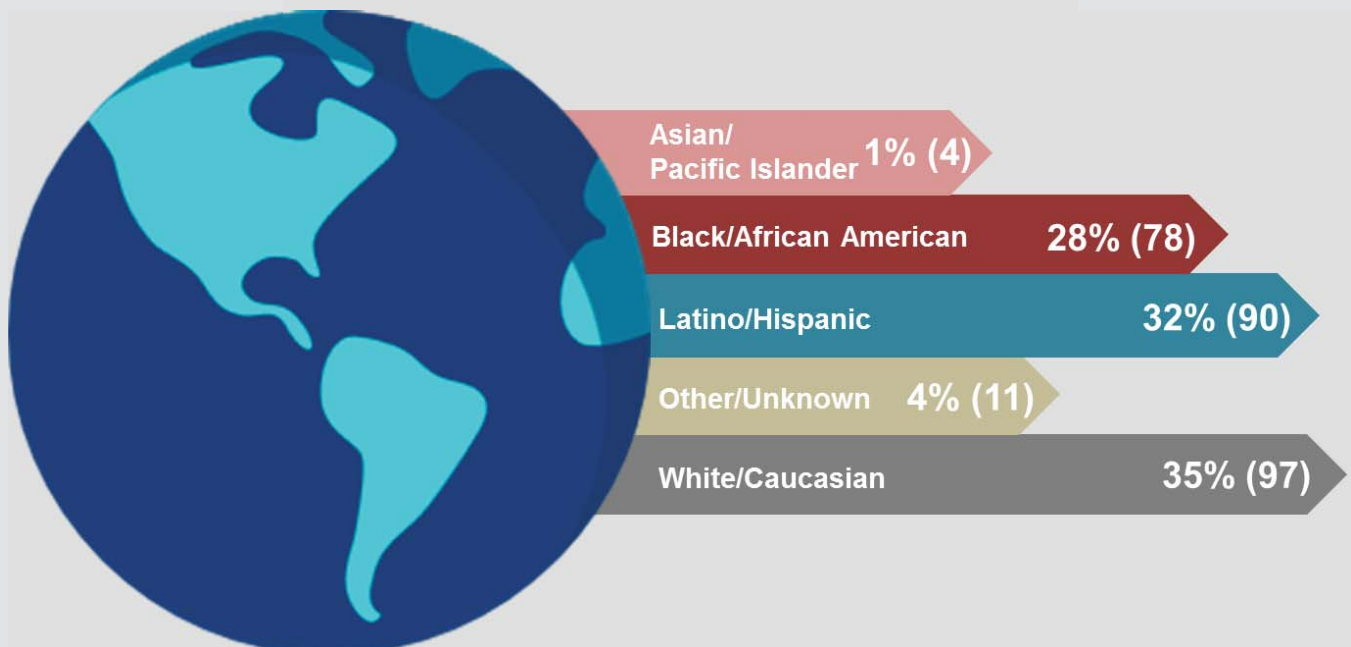 Asian/
Pacific Islander 1% (4)
Black/African American 28% (78)
Latino/Hispanic 32% (90)
Other/Unknown 4% (11)
White/Caucasian 35% (97)